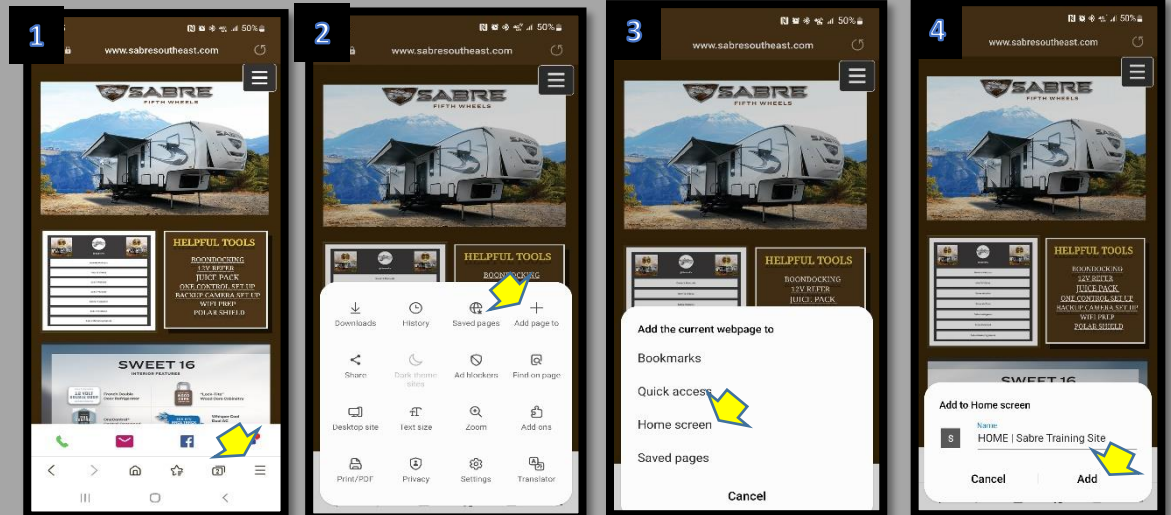 1
50%
www.sabresoutheast.com
SABRE
FIFTH WHEELS
HELPFUL TOOLS
BOONDOCKING
12V REFER
JUICE PACK
ONE CONTROL SET UP
BACKUP CAMERA SET UP
WIFI PREP
POLAR SHIELD
SWEET 16
INTERIOR FEATURES
2
50%
www.sabresoutheast.com
SABRE
FIFTH WHEELS
HELPFUL TOOLS
BOONDOCKING
Downloads
History
Saved pages
Add page to
Share
Dark theme
sites
Ad blockers
Find on page
Desktop site
Text size
Zoom
Add ons
Print/PDF
Privacy
Settings
Translator
3
50%
www.sabresoutheast.com
SABRE
FIFTH WHEELS
HELPFUL TOOLS
BOONDOCKING
12V REFER
JUICE PACK
Add the current webpage to
Bookmarks
Quick access
Home screen
Saved pages
Cancel
4
50%
www.sabresoutheast.com
SABRE
FIFTH WHEELS
HELPFUL TOOLS
BOONDOCKING
12V REFER
JUICE PACK
ONE CONTROL SET UP
BACKUP CAMERA SET UP
WIFI PREP
POLAR SHIELD
SWEET 16
Add to Home screen
Name
S
HOME | Sabre Training Site
Cancel
Add